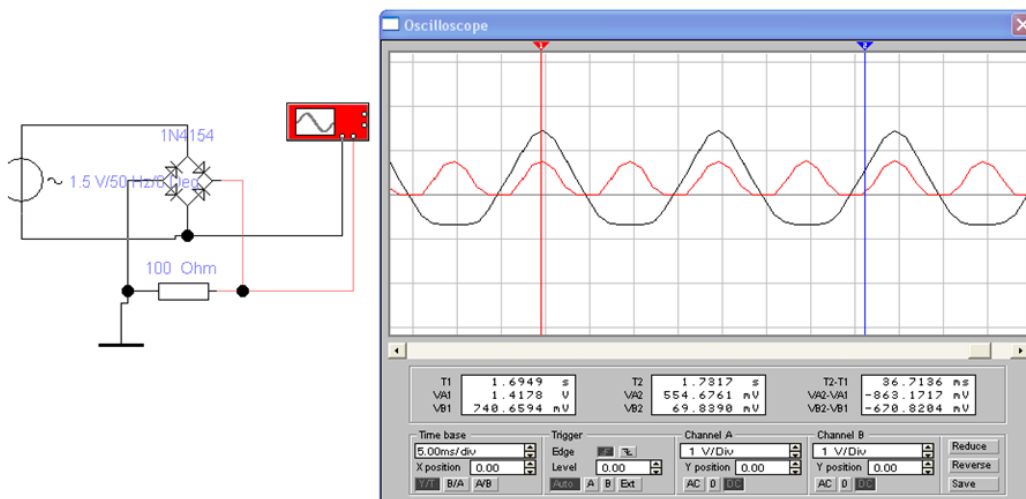 Oscilloscope
1N4154
1.5 V/50 Hz/0 Deg
100 Ohm
1
2
T1 1.6949 s
VA1 1.4178 V
VB1 740.6594 mV
T2 1.7317 s
VA2 554.6761 mV
VB2 69.8390 mV
T2-T1 36.7136 ms
VA2-VA1 -863.1717 mV
VB2-VB1 -670.8204 mV
Time base
5.00ms/div
X position 0.00
Y/T B/A A/B
Trigger
Edge
Level 0.00
Auto A B Ext
Channel A
1 V/Div
Y position 0.00
AC 0 DC
Channel B
1 V/Div
Y position 0.00
AC 0 DC
Reduce
Reverse
Save